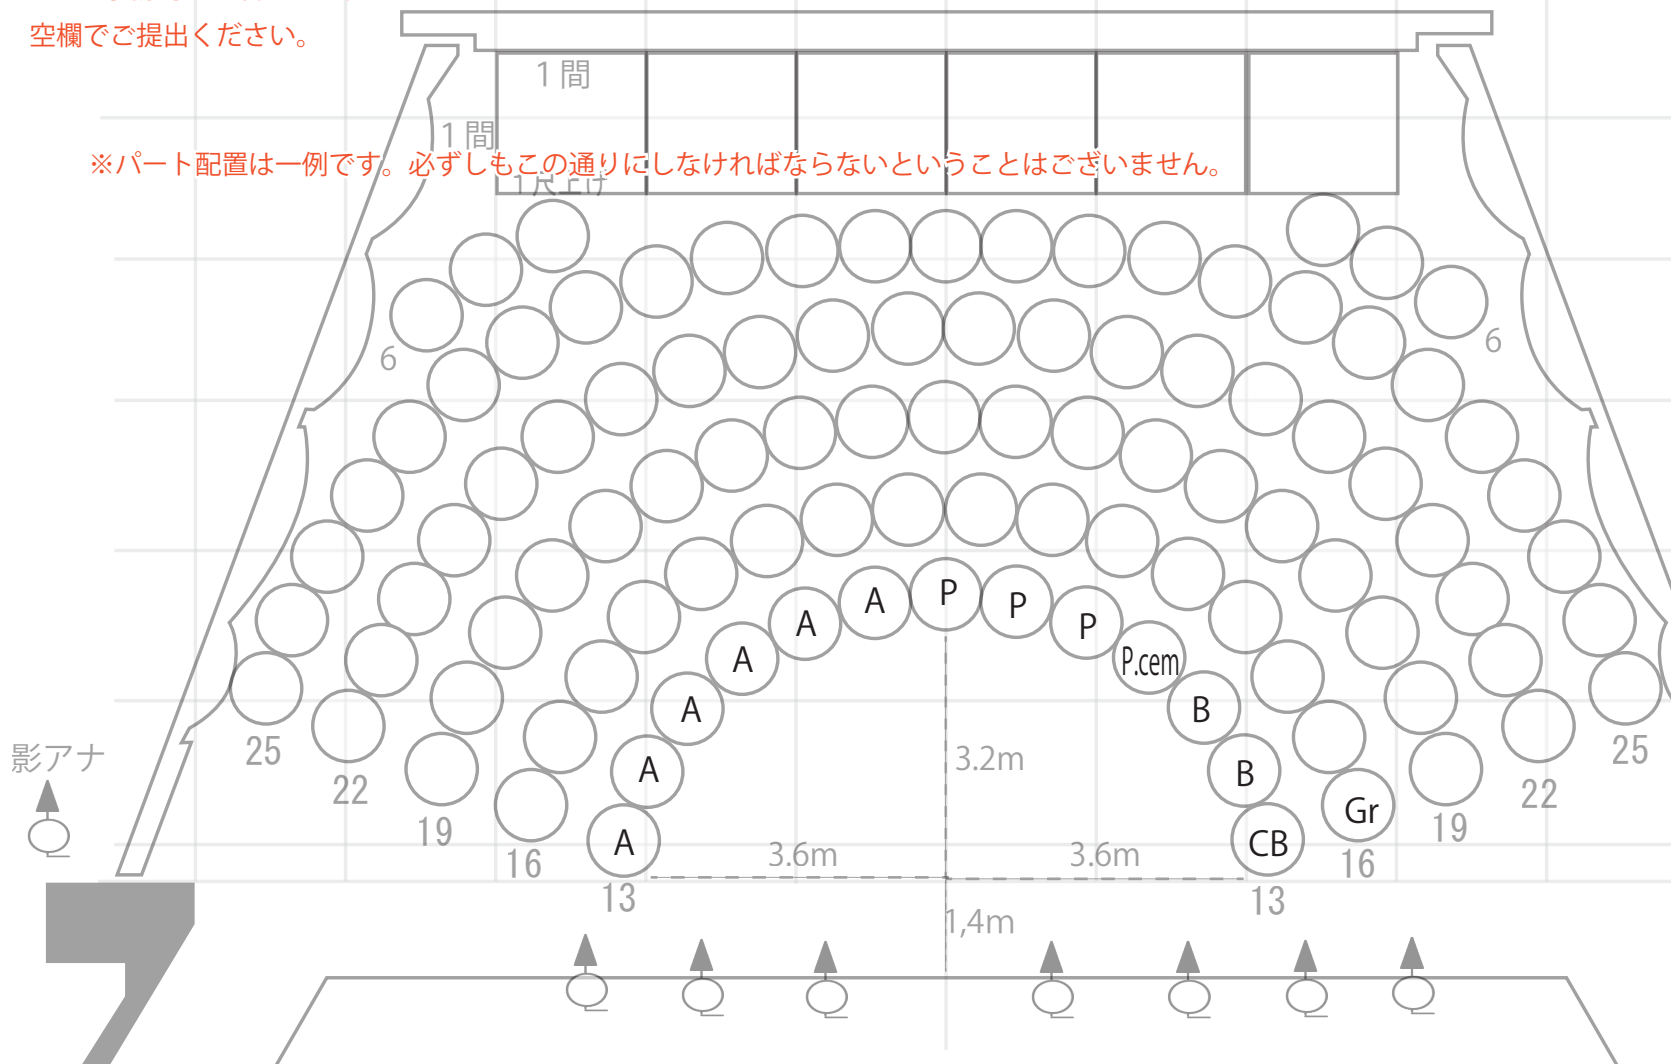 空欄でご提出ください。
1間
1間
※パート配置は一例です。必ずしもこの通りにしなければならないということはございません。
1尺上げ
6
6
A
A
A
A
A
A
A
P
P
P
P.cem
B
B
CB
Gr
影アナ
25
22
19
16
13
3.6m
3.2m
3.6m
1,4m
13
16
19
22
25